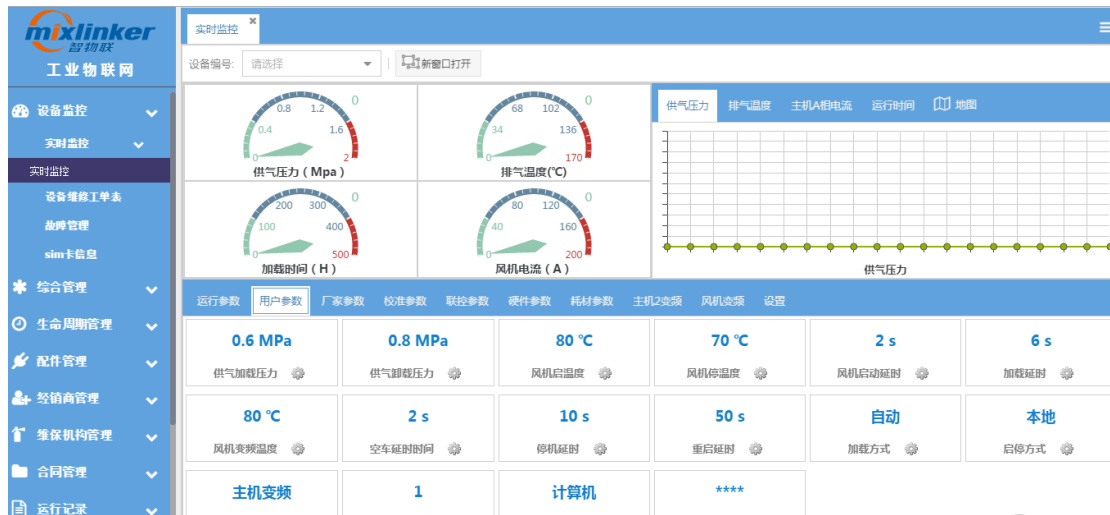 mixlinker
智物联
工业物联网
设备监控
实时监控
实时监控
设备维修工单表
故障管理
sim卡信息
综合管理
生命周期管理
配件管理
经销商管理
维保机构管理
合同管理
运行记录
实时监控 ×
设备编号: 请选择 新窗口打开
0 0.4 0.8 1.2 1.6 2 0
供气压力 ( Mpa )
0 34 68 102 136 170 0
排气温度(℃)
0 100 200 300 400 500 0
加载时间 ( H )
0 40 80 120 160 200 0
风机电流 ( A )
供气压力 排气温度 主机A相电流 运行时间 地图
供气压力
运行参数 用户参数 厂家参数 校准参数 联控参数 硬件参数 耗材参数 主机2变频 风机变频 设置
0.6 MPa 0.8 MPa 80 ℃ 70 ℃ 2 s 6 s
供气加载压力 供气卸载压力 风机启温度 风机停温度 风机启动延时 加载延时
80 ℃ 2 s 10 s 50 s 自动 本地
风机变频温度 空车延时时间 停机延时 重启延时 加载方式 启停方式
主机变频 1 计算机 ****